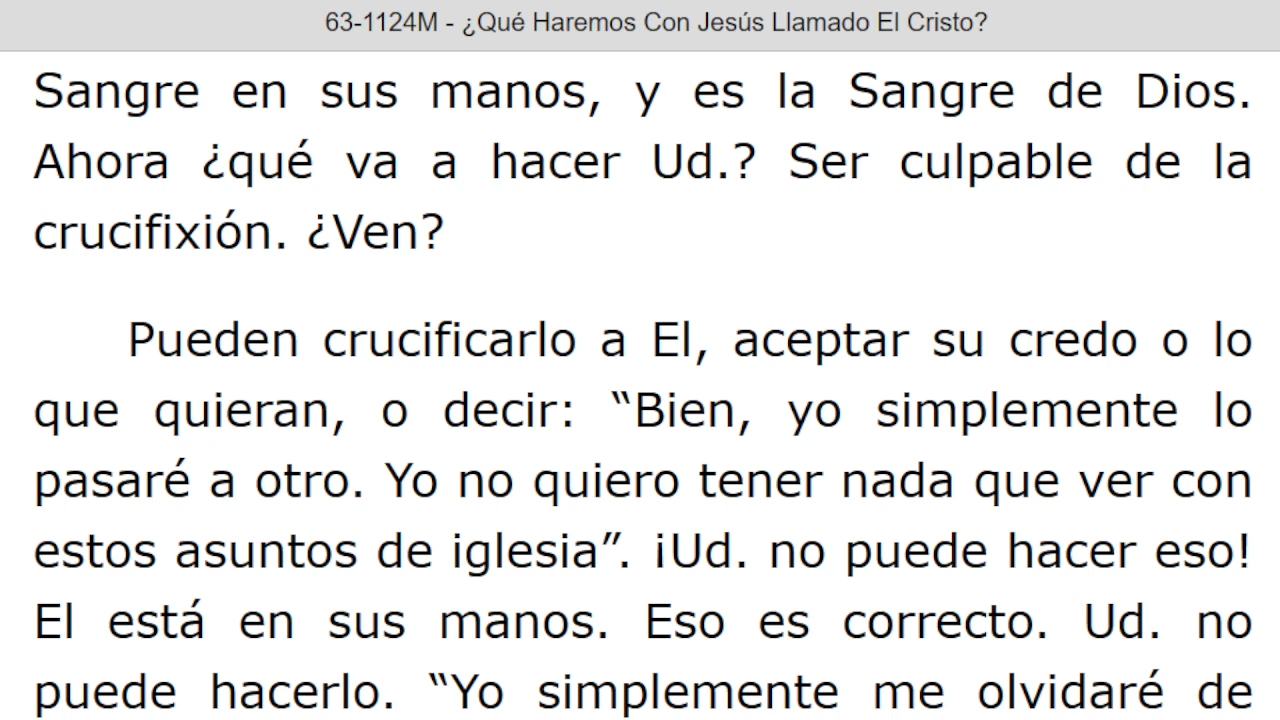 63-1124M - ¿Qué Haremos Con Jesús Llamado El Cristo?
Sangre en sus manos, y es la Sangre de Dios.
Ahora ¿qué va a hacer Ud.? Ser culpable de la
crucifixión. ¿Ven?
Pueden crucificarlo a El, aceptar su credo o lo
que quieran, o decir: “Bien, yo simplemente lo
pasaré a otro. Yo no quiero tener nada que ver con
estos asuntos de iglesia”. ¡Ud. no puede hacer eso!
El está en sus manos. Eso es correcto. Ud. no
puede hacerlo. “Yo simplemente me olvidaré de